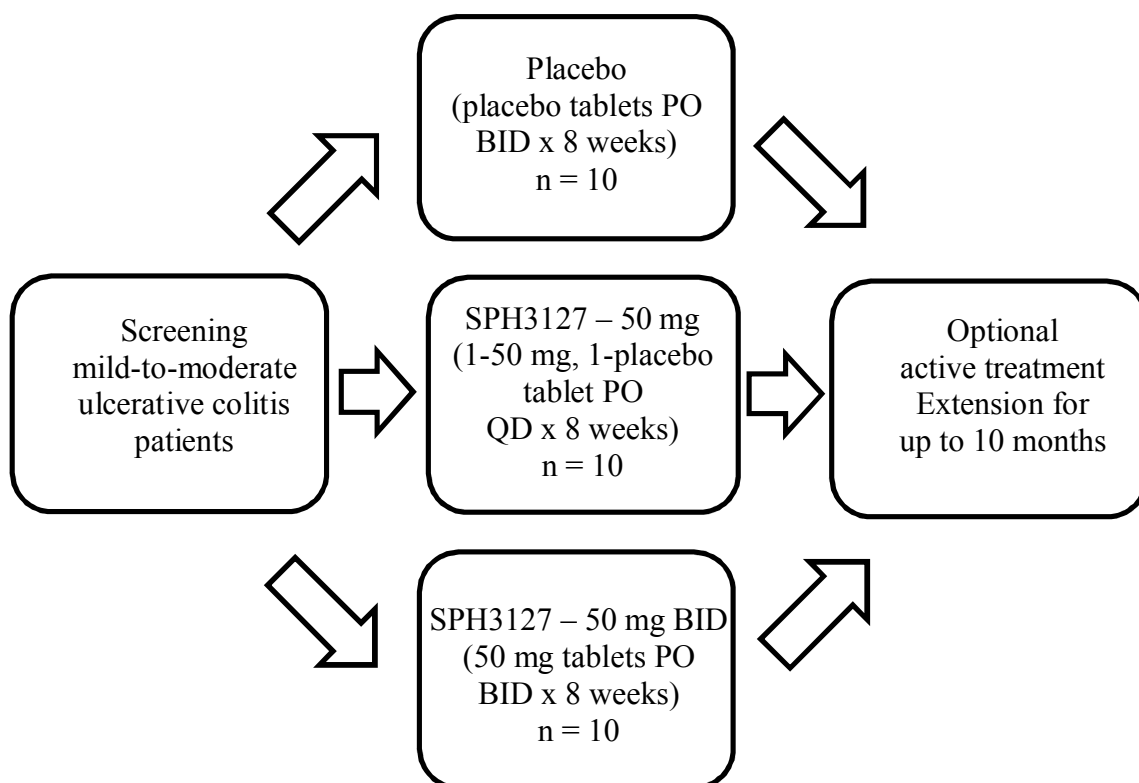 Placebo
(placebo tablets PO
BID x 8 weeks)
n = 10
Screening
mild-to-moderate
ulcerative colitis
patients
SPH3127 – 50 mg
(1-50 mg, 1-placebo
tablet PO
QD x 8 weeks)
n = 10
Optional
active treatment
Extension for
up to 10 months
SPH3127 – 50 mg BID
(50 mg tablets PO
BID x 8 weeks)
n = 10